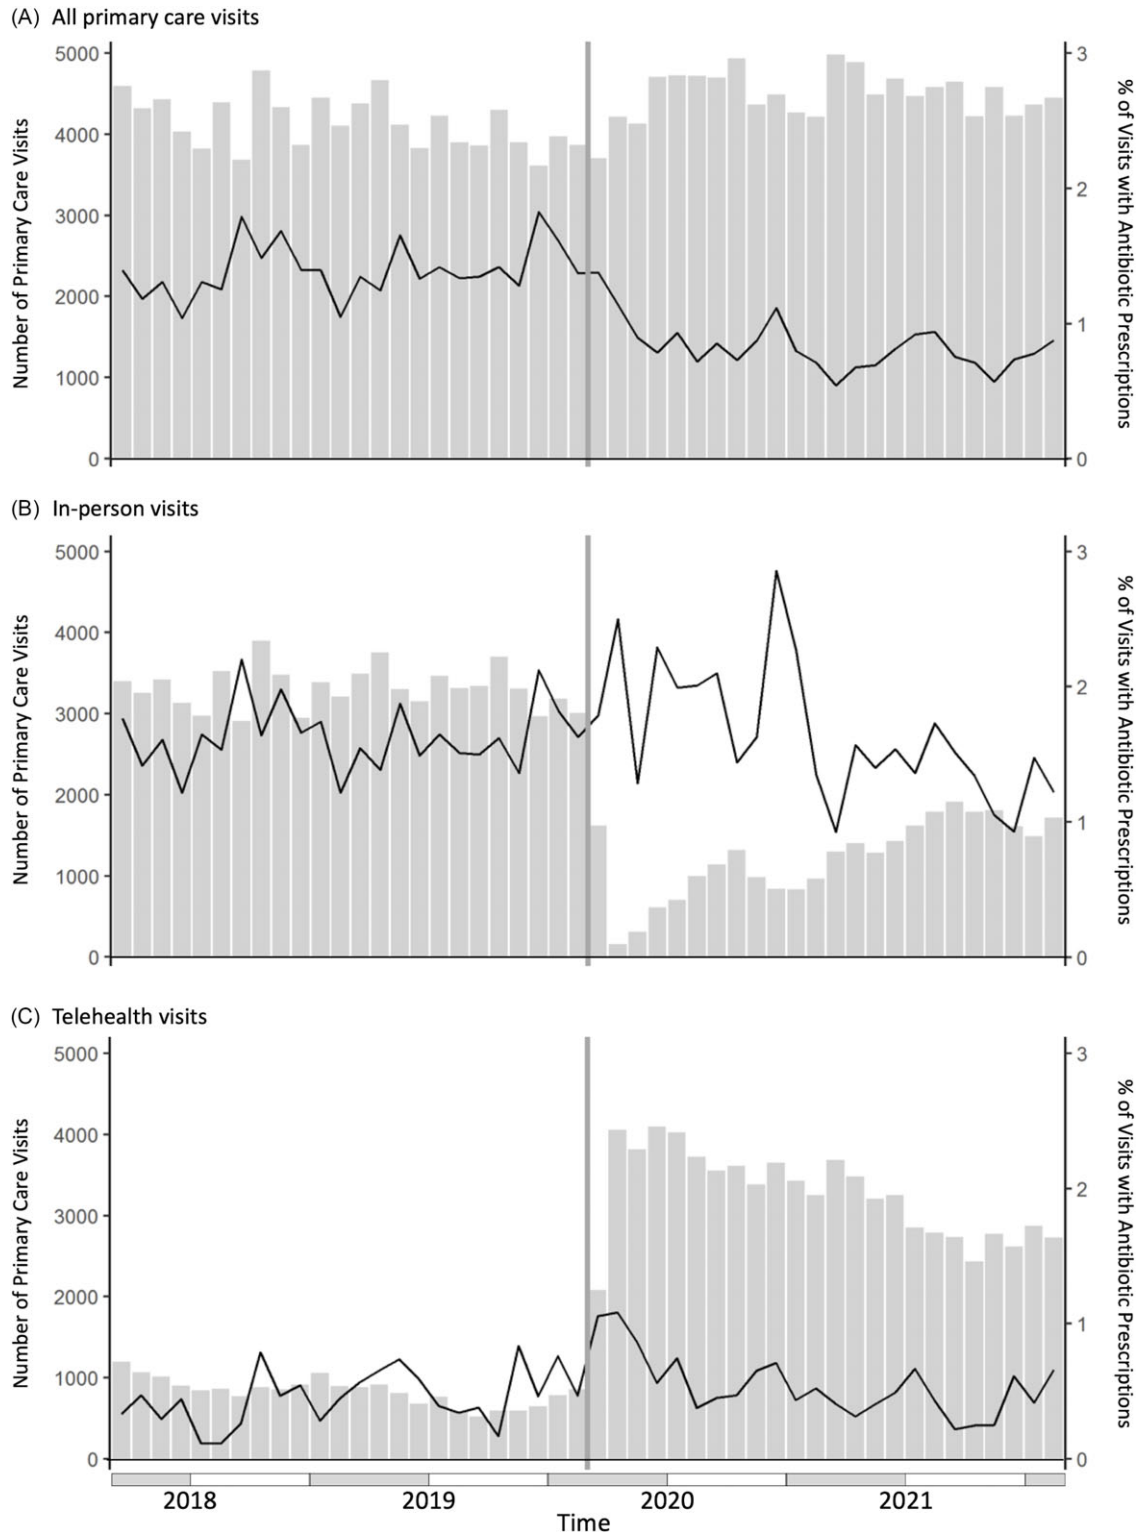 (A) All primary care visits
5000
4000
3000
2000
1000
0
Number of Primary Care Visits
3
2
1
0
% of Visits with Antibiotic Prescriptions
(B) In-person visits
5000
4000
3000
2000
1000
0
Number of Primary Care Visits
3
2
1
0
% of Visits with Antibiotic Prescriptions
(C) Telehealth visits
5000
4000
3000
2000
1000
0
Number of Primary Care Visits
3
2
1
0
% of Visits with Antibiotic Prescriptions
2018 2019 2020 2021
Time